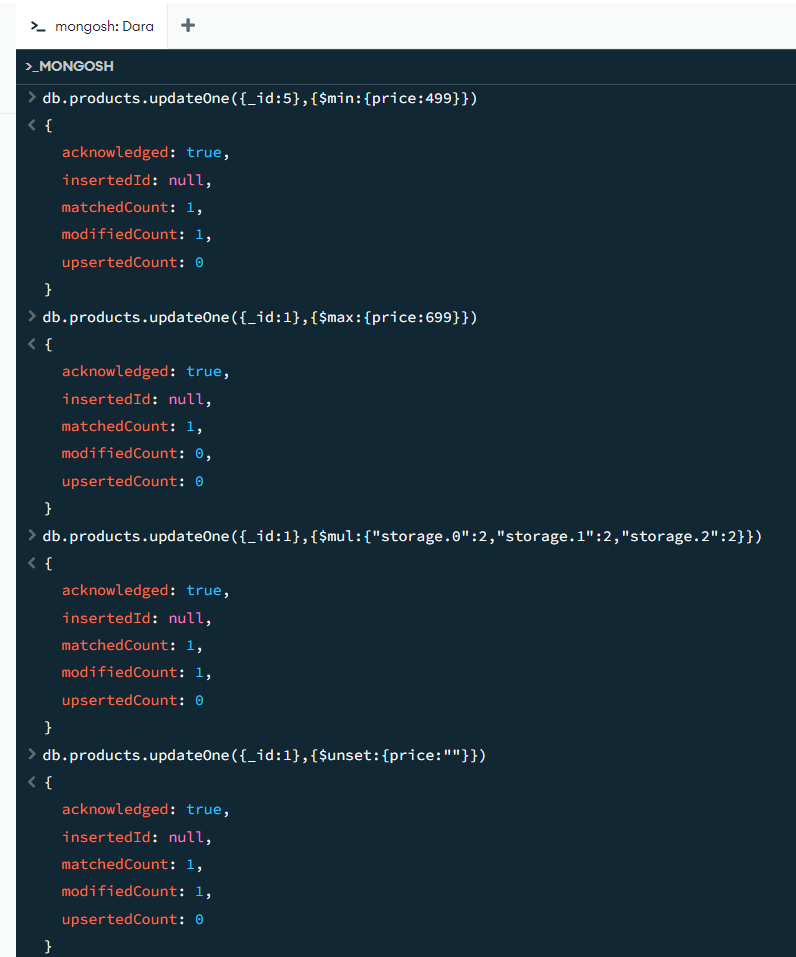 >_ mongosh: Dara +
>_MONGOSH
> db.products.updateOne({_id:5},{$min:{price:499}})
< {
acknowledged: true,
insertedId: null,
matchedCount: 1,
modifiedCount: 1,
upsertedCount: 0
}
> db.products.updateOne({_id:1},{$max:{price:699}})
< {
acknowledged: true,
insertedId: null,
matchedCount: 1,
modifiedCount: 0,
upsertedCount: 0
}
> db.products.updateOne({_id:1},{$mul:{"storage.0":2,"storage.1":2,"storage.2":2}})
< {
acknowledged: true,
insertedId: null,
matchedCount: 1,
modifiedCount: 1,
upsertedCount: 0
}
> db.products.updateOne({_id:1},{$unset:{price:""}})
< {
acknowledged: true,
insertedId: null,
matchedCount: 1,
modifiedCount: 1,
upsertedCount: 0
}